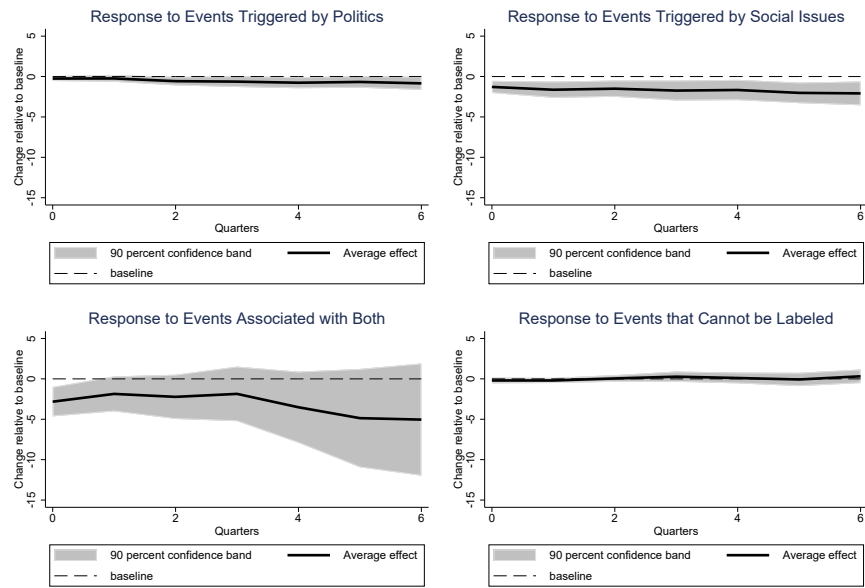 Response to Events Triggered by Politics
Change relative to baseline
5
0
-5
-10
-15
0 2 4 6
Quarters
90 percent confidence band Average effect
baseline
Response to Events Triggered by Social Issues
Change relative to baseline
5
0
-5
-10
-15
0 2 4 6
Quarters
90 percent confidence band Average effect
baseline
Response to Events Associated with Both
Change relative to baseline
5
0
-5
-10
-15
0 2 4 6
Quarters
90 percent confidence band Average effect
baseline
Response to Events that Cannot be Labeled
Change relative to baseline
5
0
-5
-10
-15
0 2 4 6
Quarters
90 percent confidence band Average effect
baseline